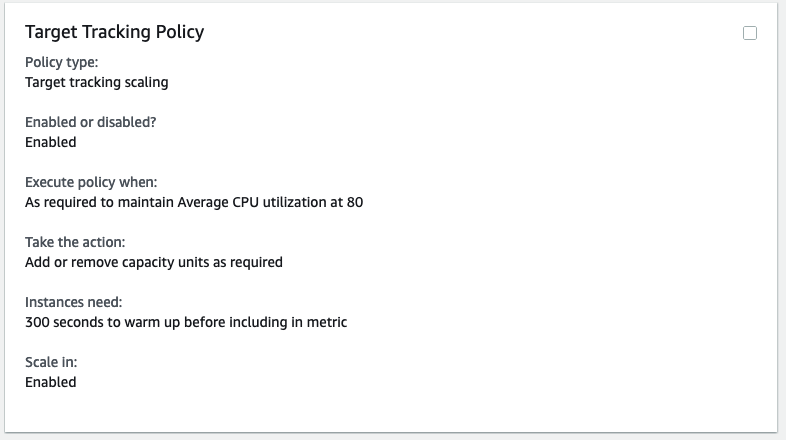 Target Tracking Policy
Policy type:
Target tracking scaling
Enabled or disabled?
Enabled
Execute policy when:
As required to maintain Average CPU utilization at 80
Take the action:
Add or remove capacity units as required
Instances need:
300 seconds to warm up before including in metric
Scale in:
Enabled